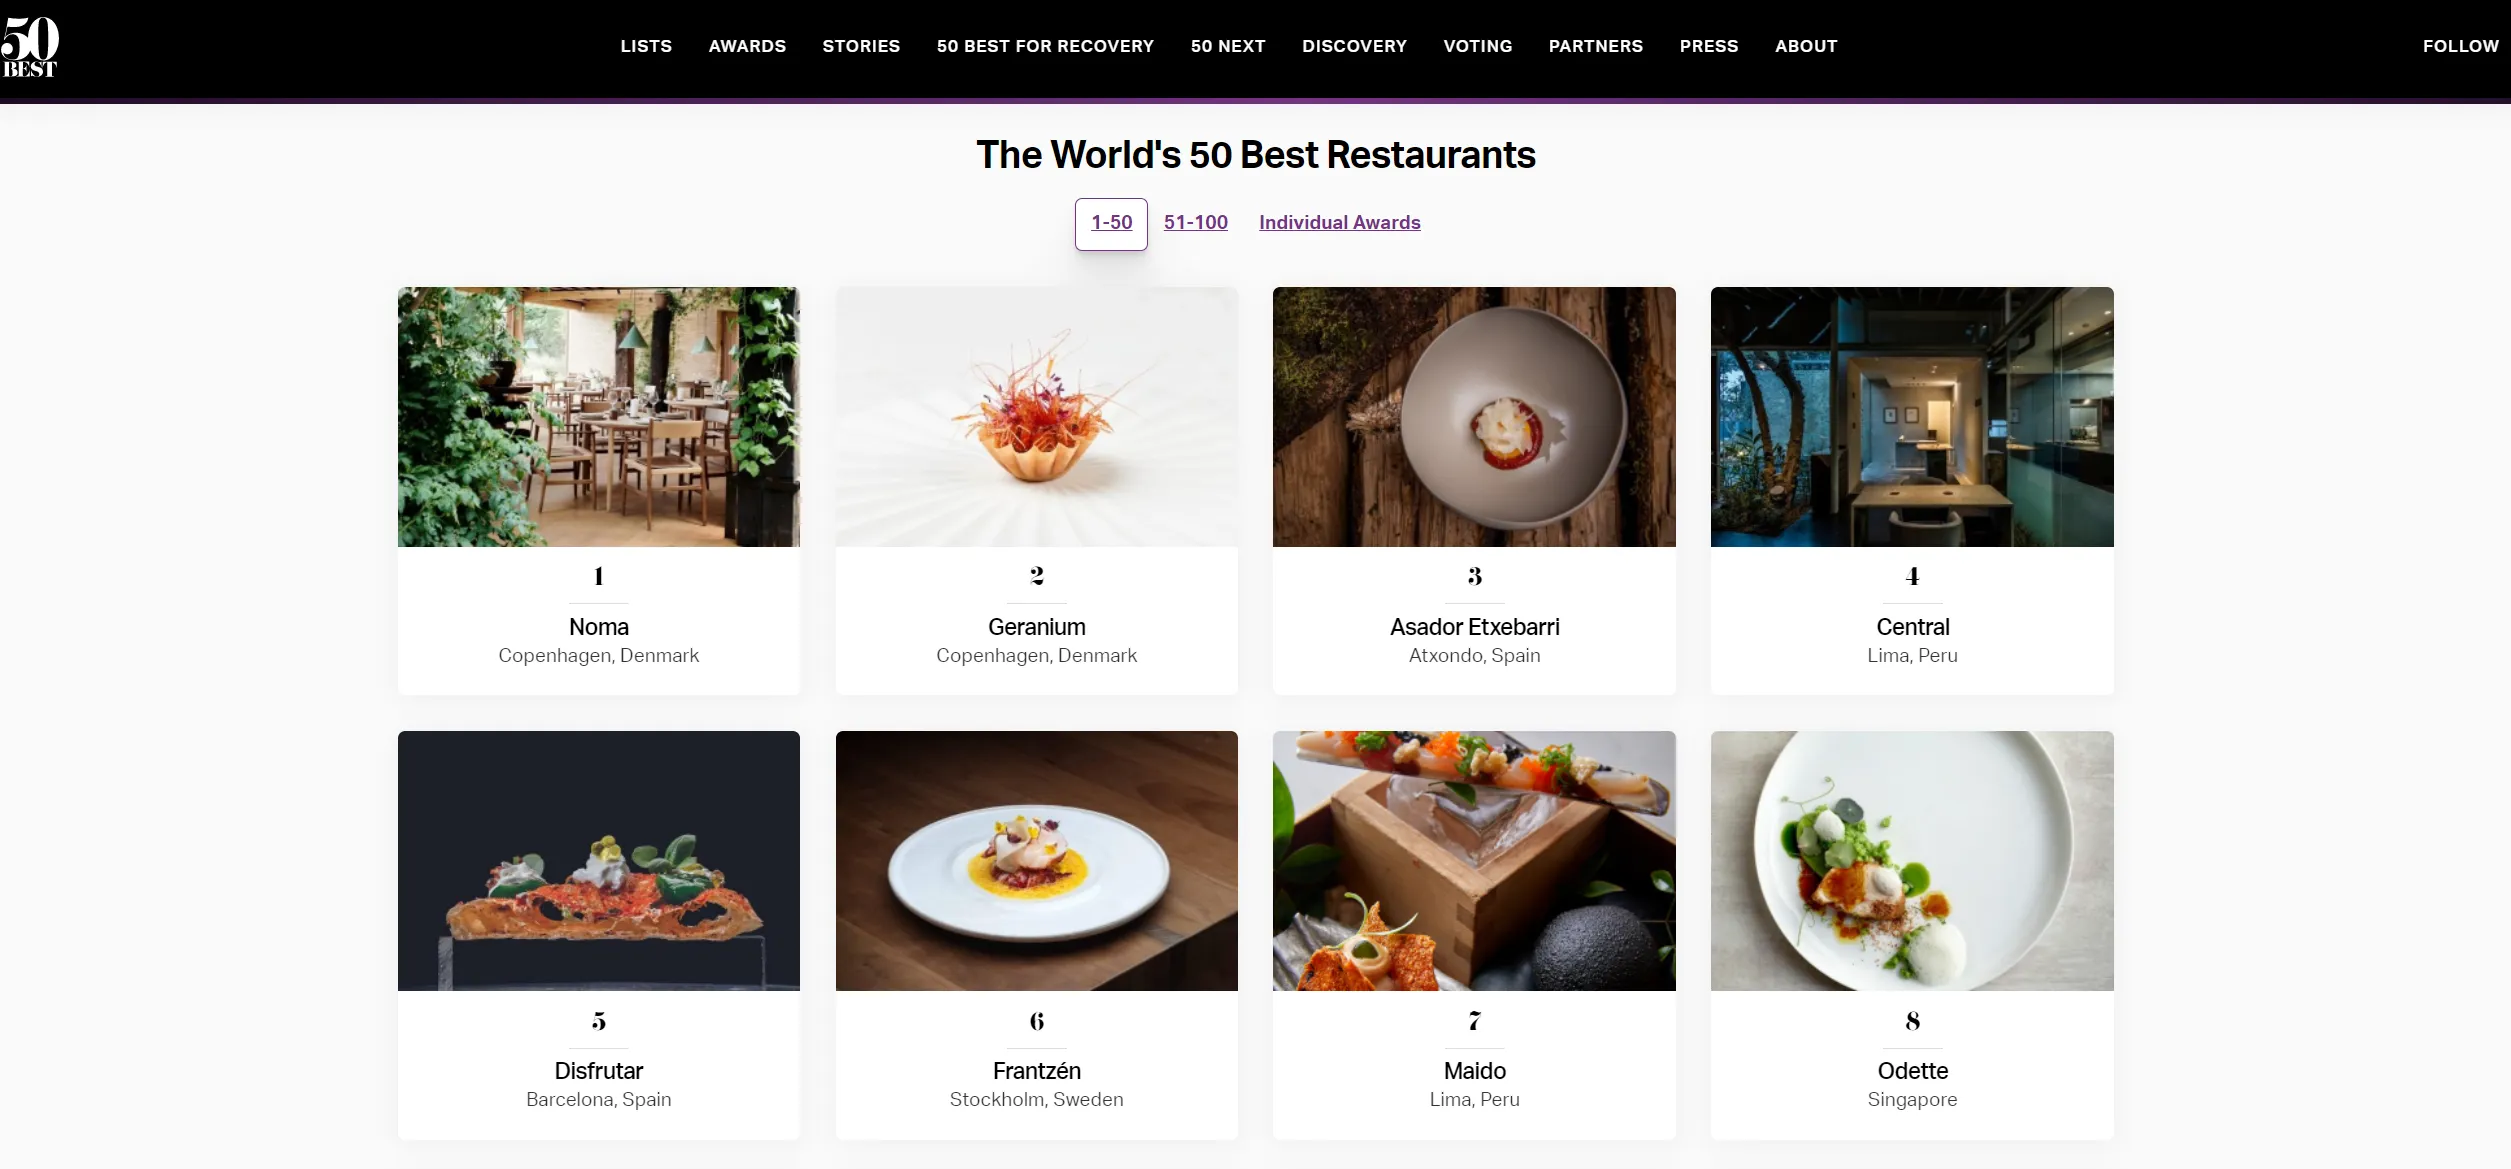 50
BEST
LISTS
AWARDS
STORIES
50 BEST FOR RECOVERY
50 NEXT
DISCOVERY
VOTING
PARTNERS
PRESS
ABOUT
FOLLOW
The World's 50 Best Restaurants
1-50
51-100
Individual Awards
1
Noma
Copenhagen, Denmark
2
Geranium
Copenhagen, Denmark
3
Asador Etxebarri
Atxondo, Spain
4
Central
Lima, Peru
5
Disfrutar
Barcelona, Spain
6
Frantzén
Stockholm, Sweden
7
Maido
Lima, Peru
8
Odette
Singapore